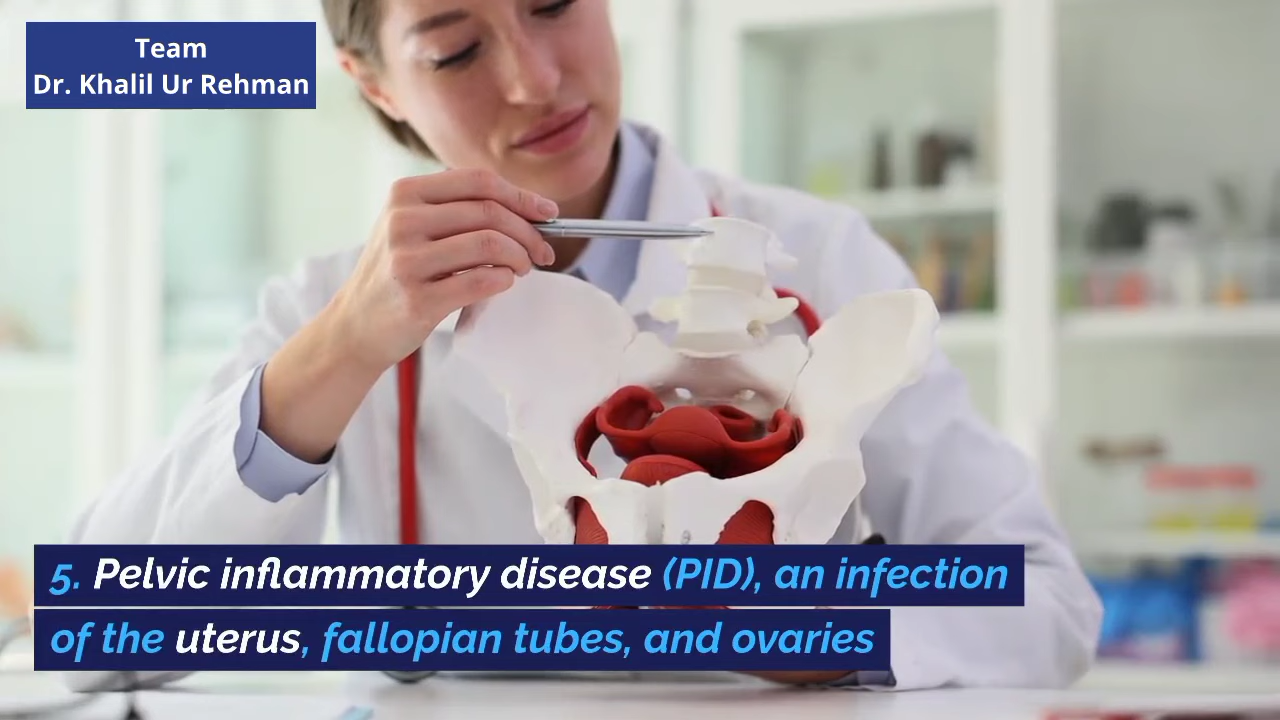 Team
Dr. Khalil Ur Rehman
5. Pelvic inflammatory disease (PID), an infection
of the uterus, fallopian tubes, and ovaries